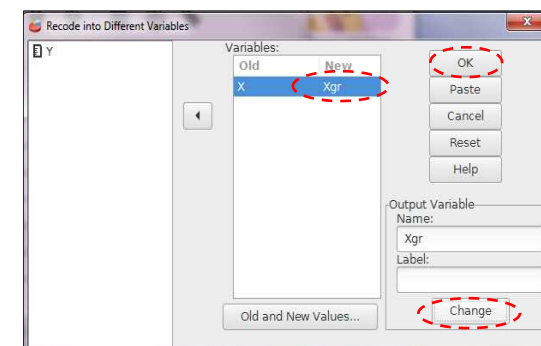 Recode into Different Variables
Y
Variables:
Old New
X Xgr
OK
Paste
Cancel
Reset
Help
Output Variable
Name:
Xgr
Label:
Change
Old and New Values...